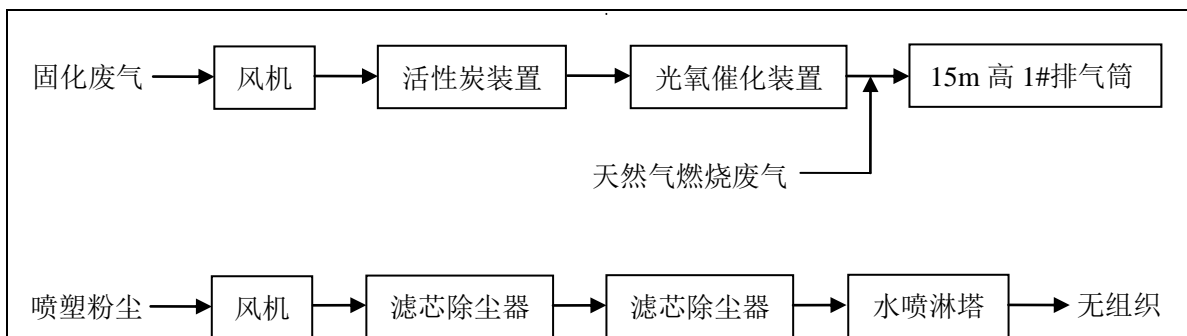 固化废气 风机 活性炭装置 光氧催化装置 15m 高 1#排气筒
天然气燃烧废气
喷塑粉尘 风机 滤芯除尘器 滤芯除尘器 水喷淋塔 无组织